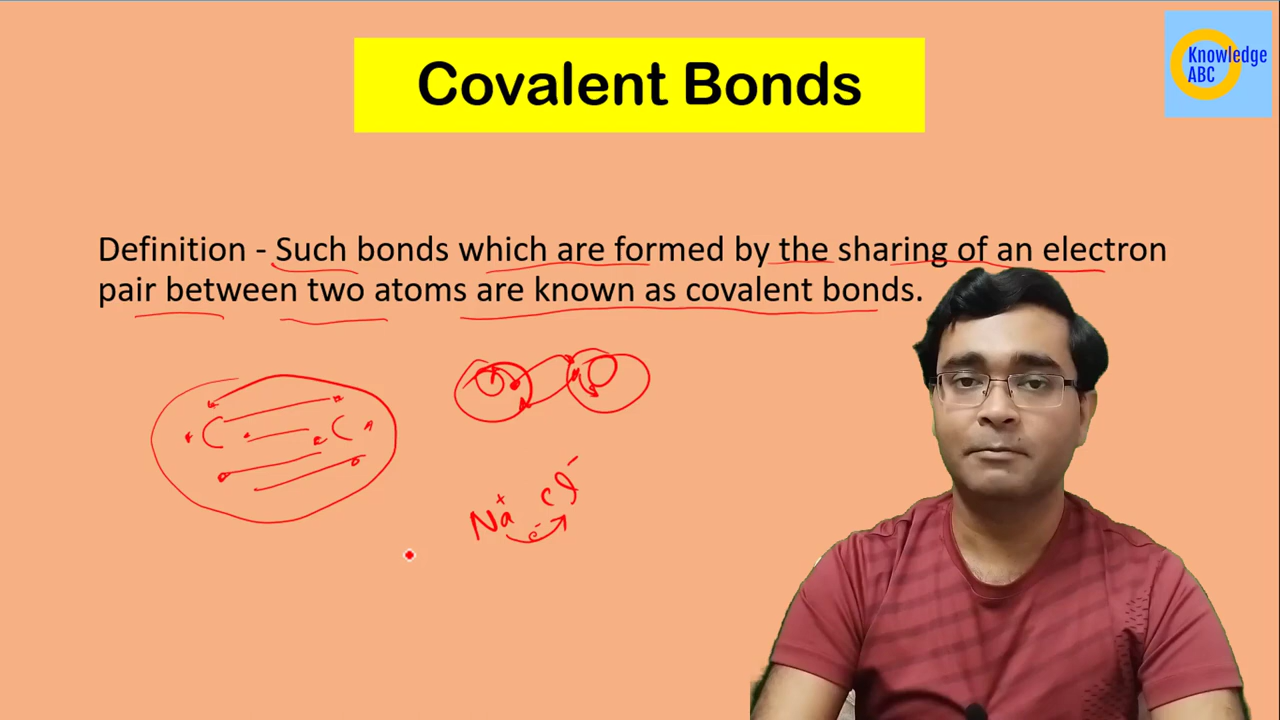 Covalent Bonds
Knowledge
ABC
Definition - Such bonds which are formed by the sharing of an electron
pair between two atoms are known as covalent bonds.
C C
Na⁺ Cl⁻
e⁻